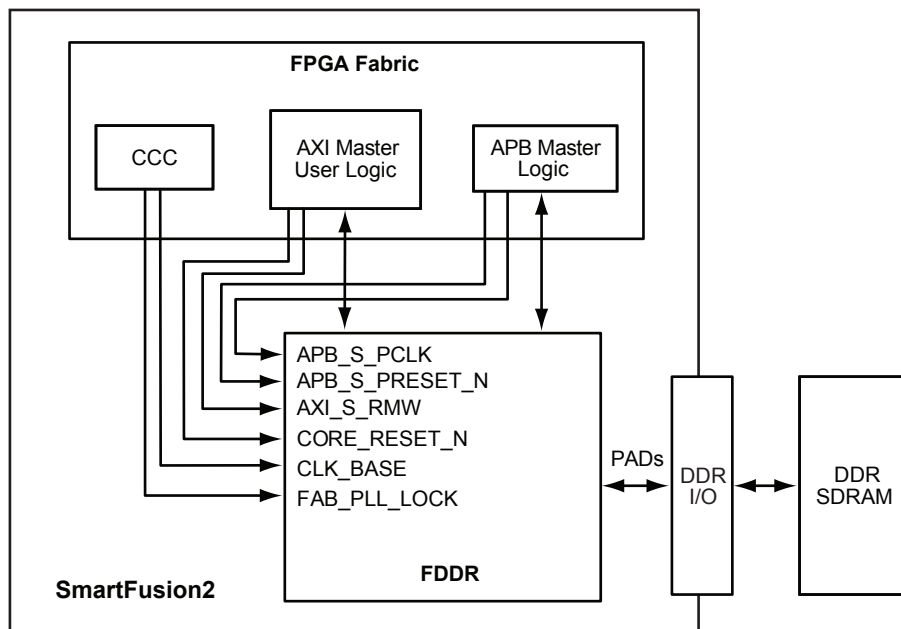 FPGA Fabric
CCC
AXI Master
User Logic
APB Master
Logic
APB_S_PCLK
APB_S_PRESET_N
AXI_S_RMW
CORE_RESET_N
CLK_BASE
FAB_PLL_LOCK
FDDR
PADs
DDR
I/O
DDR
SDRAM
SmartFusion2